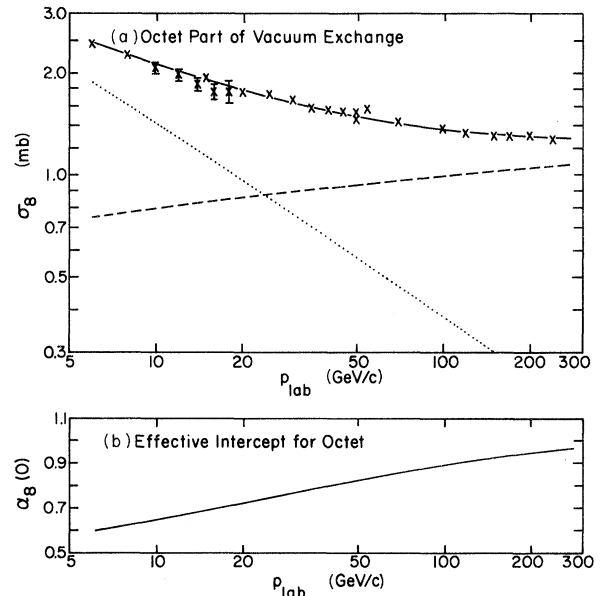 3.0
(a) Octet Part of Vacuum Exchange
2.0
1.0
0.7
0.5
0.3
σ8 (mb)
5 10 20 50 100 200 300
plab (GeV/c)
1.1
(b) Effective Intercept for Octet
0.9
0.7
0.5
α8(0)
5 10 20 50 100 200 300
plab (GeV/c)